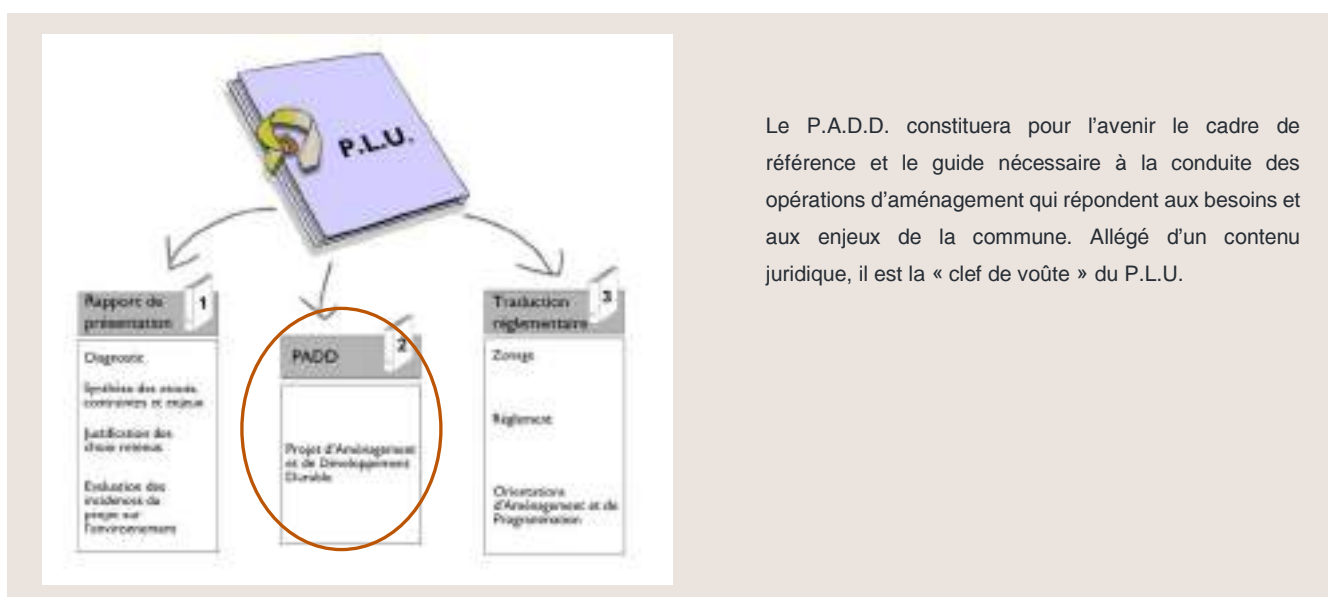 P.L.U.
Rapport de
présentation
1
Diagnostic
Synthèse des atouts,
contraintes et enjeux
Justification des
choix retenus
Evaluation des
incidences du
projet sur
l'environnement
PADD
2
Projet d'Aménagement
et de Développement
Durable
Traduction
réglementaire
3
Zonage
Règlement
Orientations
d'Aménagement et de
Programmation
Le P.A.D.D. constituera pour l'avenir le cadre de
référence et le guide nécessaire à la conduite des
opérations d'aménagement qui répondent aux besoins et
aux enjeux de la commune. Allégé d'un contenu
juridique, il est la « clef de voûte » du P.L.U.